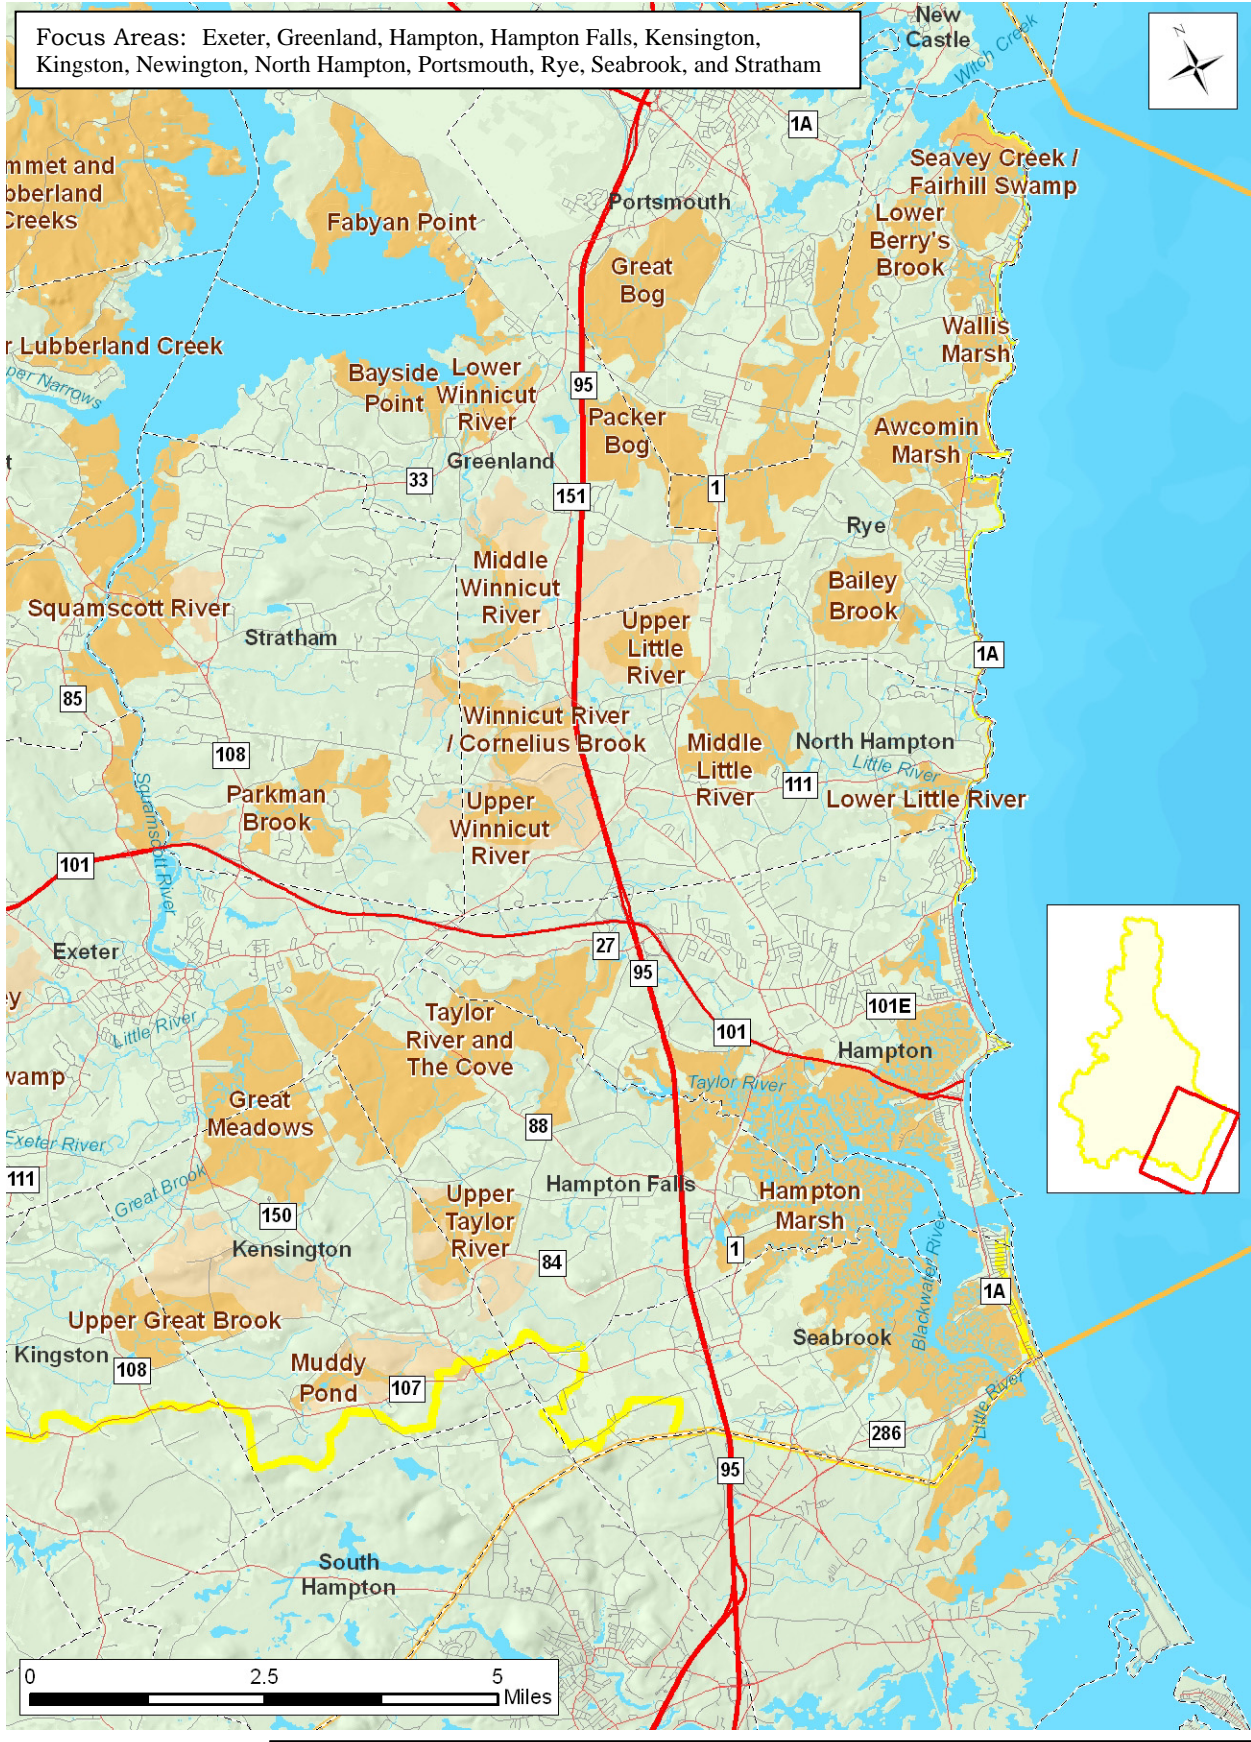 Focus Areas: Exeter, Greenland, Hampton, Hampton Falls, Kensington,
Kingston, Newington, North Hampton, Portsmouth, Rye, Seabrook, and Stratham
New
Castle
Witch Creek
N
1A
mmet and
bberland
Creeks
Seavey Creek /
Fairhill Swamp
Portsmouth
Fabyan Point
Lower
Berry's
Brook
Great
Bog
Wallis
Marsh
r Lubberland Creek
per Narrows
Bayside
Point
Lower
Winnicut
River
95
Packer
Bog
Awcomin
Marsh
t
Greenland
33
151
1
Rye
Middle
Winnicut
River
Bailey
Brook
Squamscott River
Stratham
Upper
Little
River
1A
85
Winnicut River
/ Cornelius Brook
Middle
Little
River
North Hampton
Little River
108
111
Lower Little River
Parkman
Brook
Upper
Winnicut
River
Squamscott River
101
Exeter
27
95
ey
Little River
Taylor
River and
The Cove
101E
101
Hampton
wamp
Taylor River
Great
Meadows
88
Exeter River
111
Great Brook
Hampton Falls
Upper
Taylor
River
Hampton
Marsh
150
Kensington
84
1
Blackwater River
1A
Upper Great Brook
Seabrook
Kingston
108
Muddy
Pond
107
Little River
286
95
South
Hampton
0 2.5 5
Miles